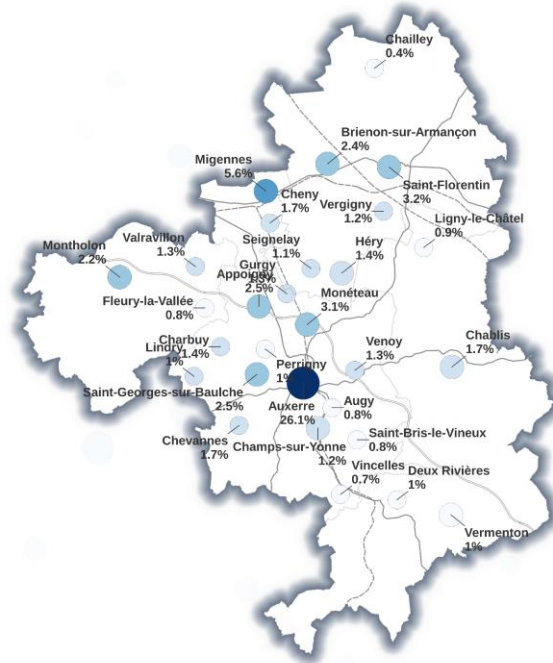 Chailley
0.4%
Brienon-sur-Armançon
2.4%
Migennes
5.6%
Saint-Florentin
3.2%
Cheny
1.7%
Vergigny
1.2%
Ligny-le-Châtel
0.9%
Montholon
2.2%
Valravillon
1.3%
Seignelay
1.1%
Héry
1.4%
Gurgy
1.3%
Appoigny
2.5%
Fleury-la-Vallée
0.8%
Monéteau
3.1%
Charbuy
1.4%
Lindry
1%
Perrigny
1%
Venoy
1.3%
Chablis
1.7%
Saint-Georges-sur-Baulche
2.5%
Auxerre
26.1%
Augy
0.8%
Chevannes
1.7%
Champs-sur-Yonne
1.2%
Saint-Bris-le-Vineux
0.8%
Vincelles
0.7%
Deux Rivières
1%
Vermenton
1%